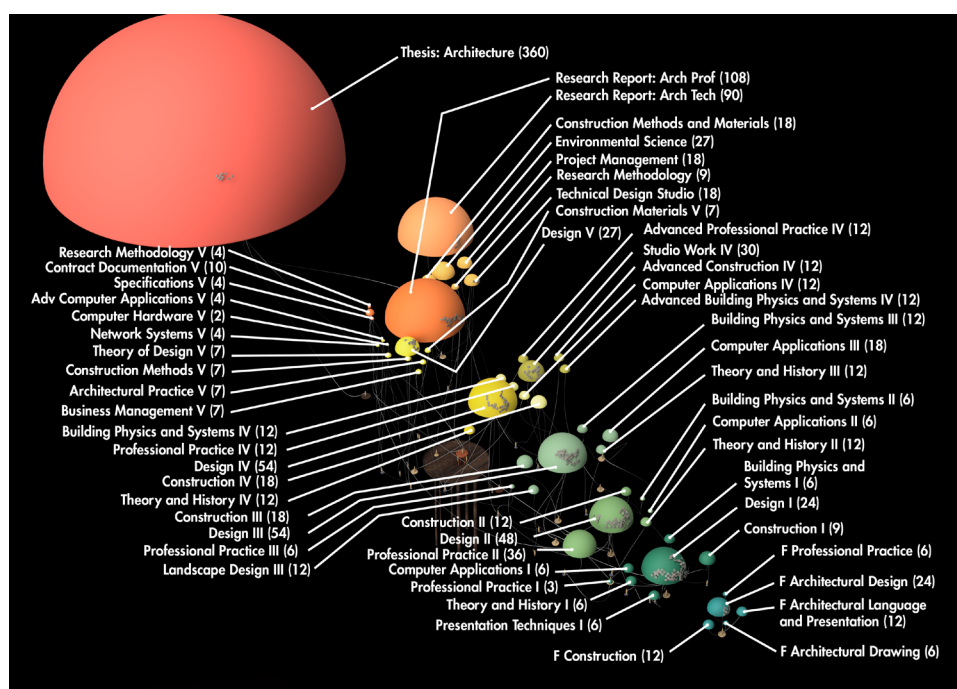 Thesis: Architecture (360)
Research Report: Arch Prof (108)
Research Report: Arch Tech (90)
Construction Methods and Materials (18)
Environmental Science (27)
Project Management (18)
Research Methodology (9)
Technical Design Studio (18)
Construction Materials V (7)
Design V (27)
Advanced Professional Practice IV (12)
Studio Work IV (30)
Advanced Construction IV (12)
Computer Applications IV (12)
Advanced Building Physics and Systems IV (12)
Building Physics and Systems III (12)
Computer Applications III (18)
Theory and History III (12)
Building Physics and Systems II (6)
Computer Applications II (6)
Theory and History II (12)
Building Physics and
Systems I (6)
Design I (24)
Construction I (9)
F Professional Practice (6)
F Architectural Design (24)
F Architectural Language
and Presentation (12)
F Architectural Drawing (6)
Research Methodology V (4)
Contract Documentation V (10)
Specifications V (4)
Adv Computer Applications V (4)
Computer Hardware V (2)
Network Systems V (4)
Theory of Design V (7)
Construction Methods V (7)
Architectural Practice V (7)
Business Management V (7)
Building Physics and Systems IV (12)
Professional Practice IV (12)
Design IV (54)
Construction IV (18)
Theory and History IV (12)
Construction III (18)
Design III (54)
Professional Practice III (6)
Landscape Design III (12)
Construction II (12)
Design II (48)
Professional Practice II (36)
Computer Applications I (6)
Professional Practice I (3)
Theory and History I (6)
Presentation Techniques I (6)
F Construction (12)